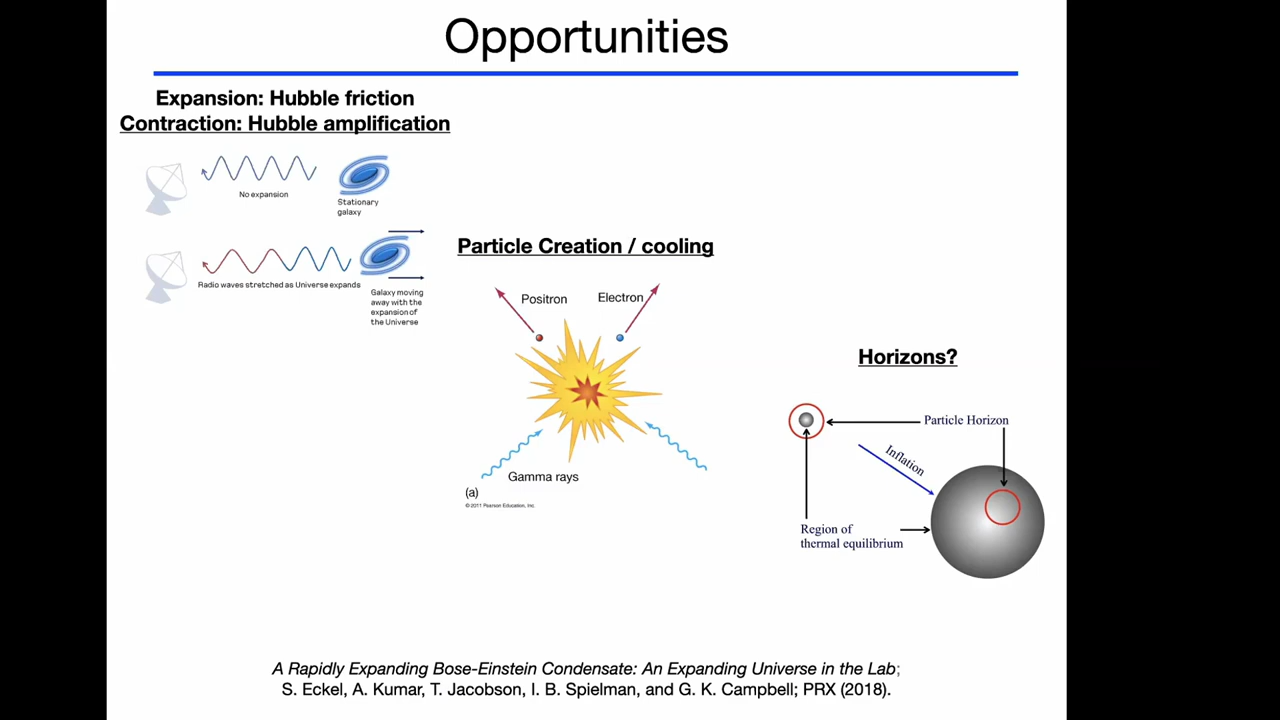 Opportunities
Expansion: Hubble friction
Contraction: Hubble amplification
No expansion
Stationary
galaxy
Radio waves stretched as Universe expands
Galaxy moving
away with the
expansion of
the Universe
Particle Creation / cooling
Positron
Electron
Gamma rays
(a)
© 2011 Pearson Education, Inc.
Horizons?
Particle Horizon
Inflation
Region of
thermal equilibrium
A Rapidly Expanding Bose-Einstein Condensate: An Expanding Universe in the Lab;
S. Eckel, A. Kumar, T. Jacobson, I. B. Spielman, and G. K. Campbell; PRX (2018).